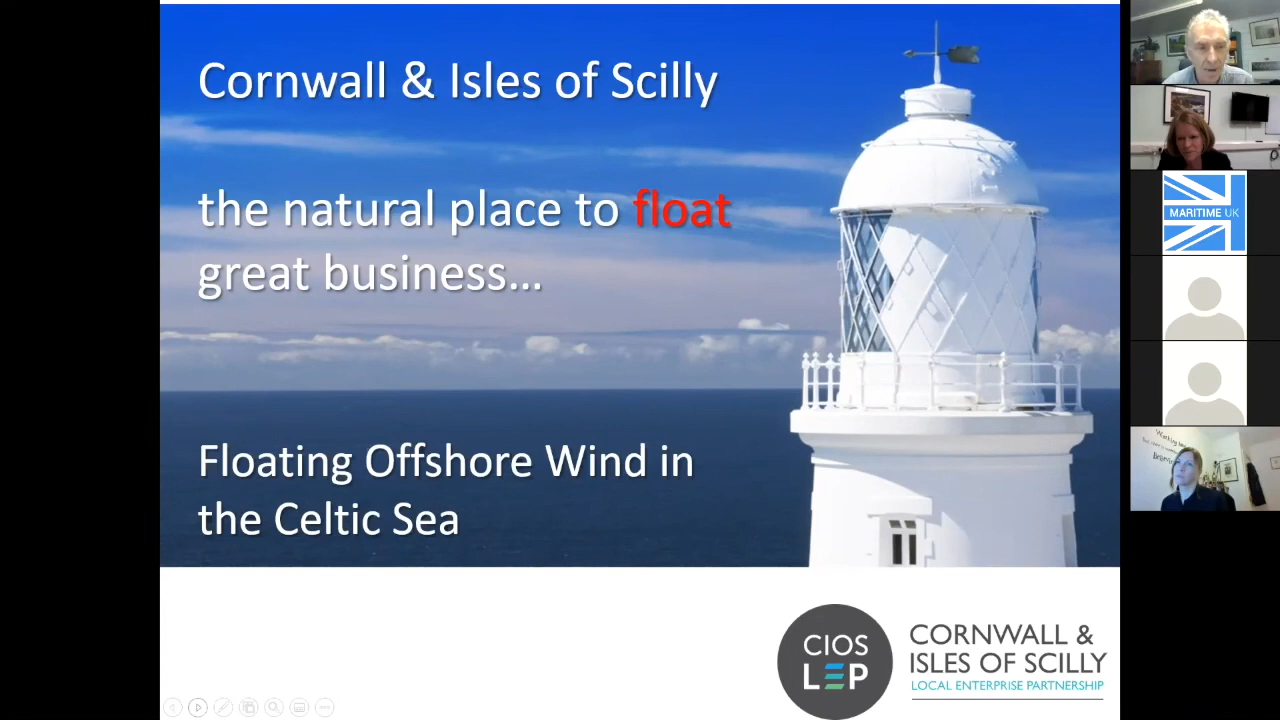 Cornwall & Isles of Scilly
the natural place to float
great business...
Floating Offshore Wind in
the Celtic Sea
CIOS
LEP
CORNWALL &
ISLES OF SCILLY
LOCAL ENTERPRISE PARTNERSHIP
MARITIME UK